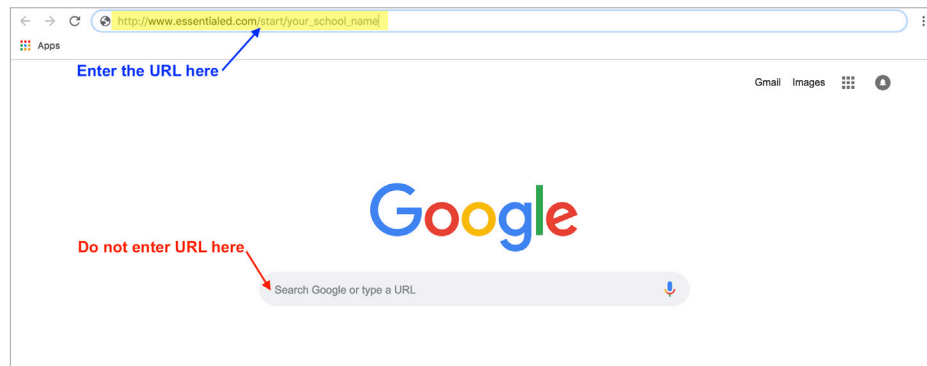 http://www.essentialed.com/start/your_school_name
Apps
Enter the URL here
Gmail Images
Google
Do not enter URL here
Search Google or type a URL